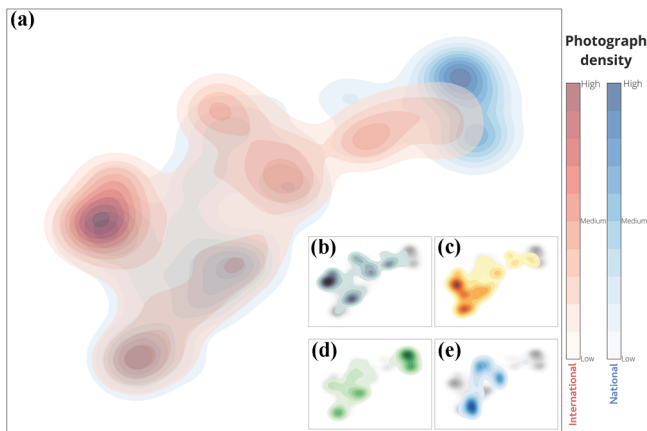 (a)
Photograph
density
High
High
Medium
Medium
Low
Low
International
National
(b)
(c)
(d)
(e)